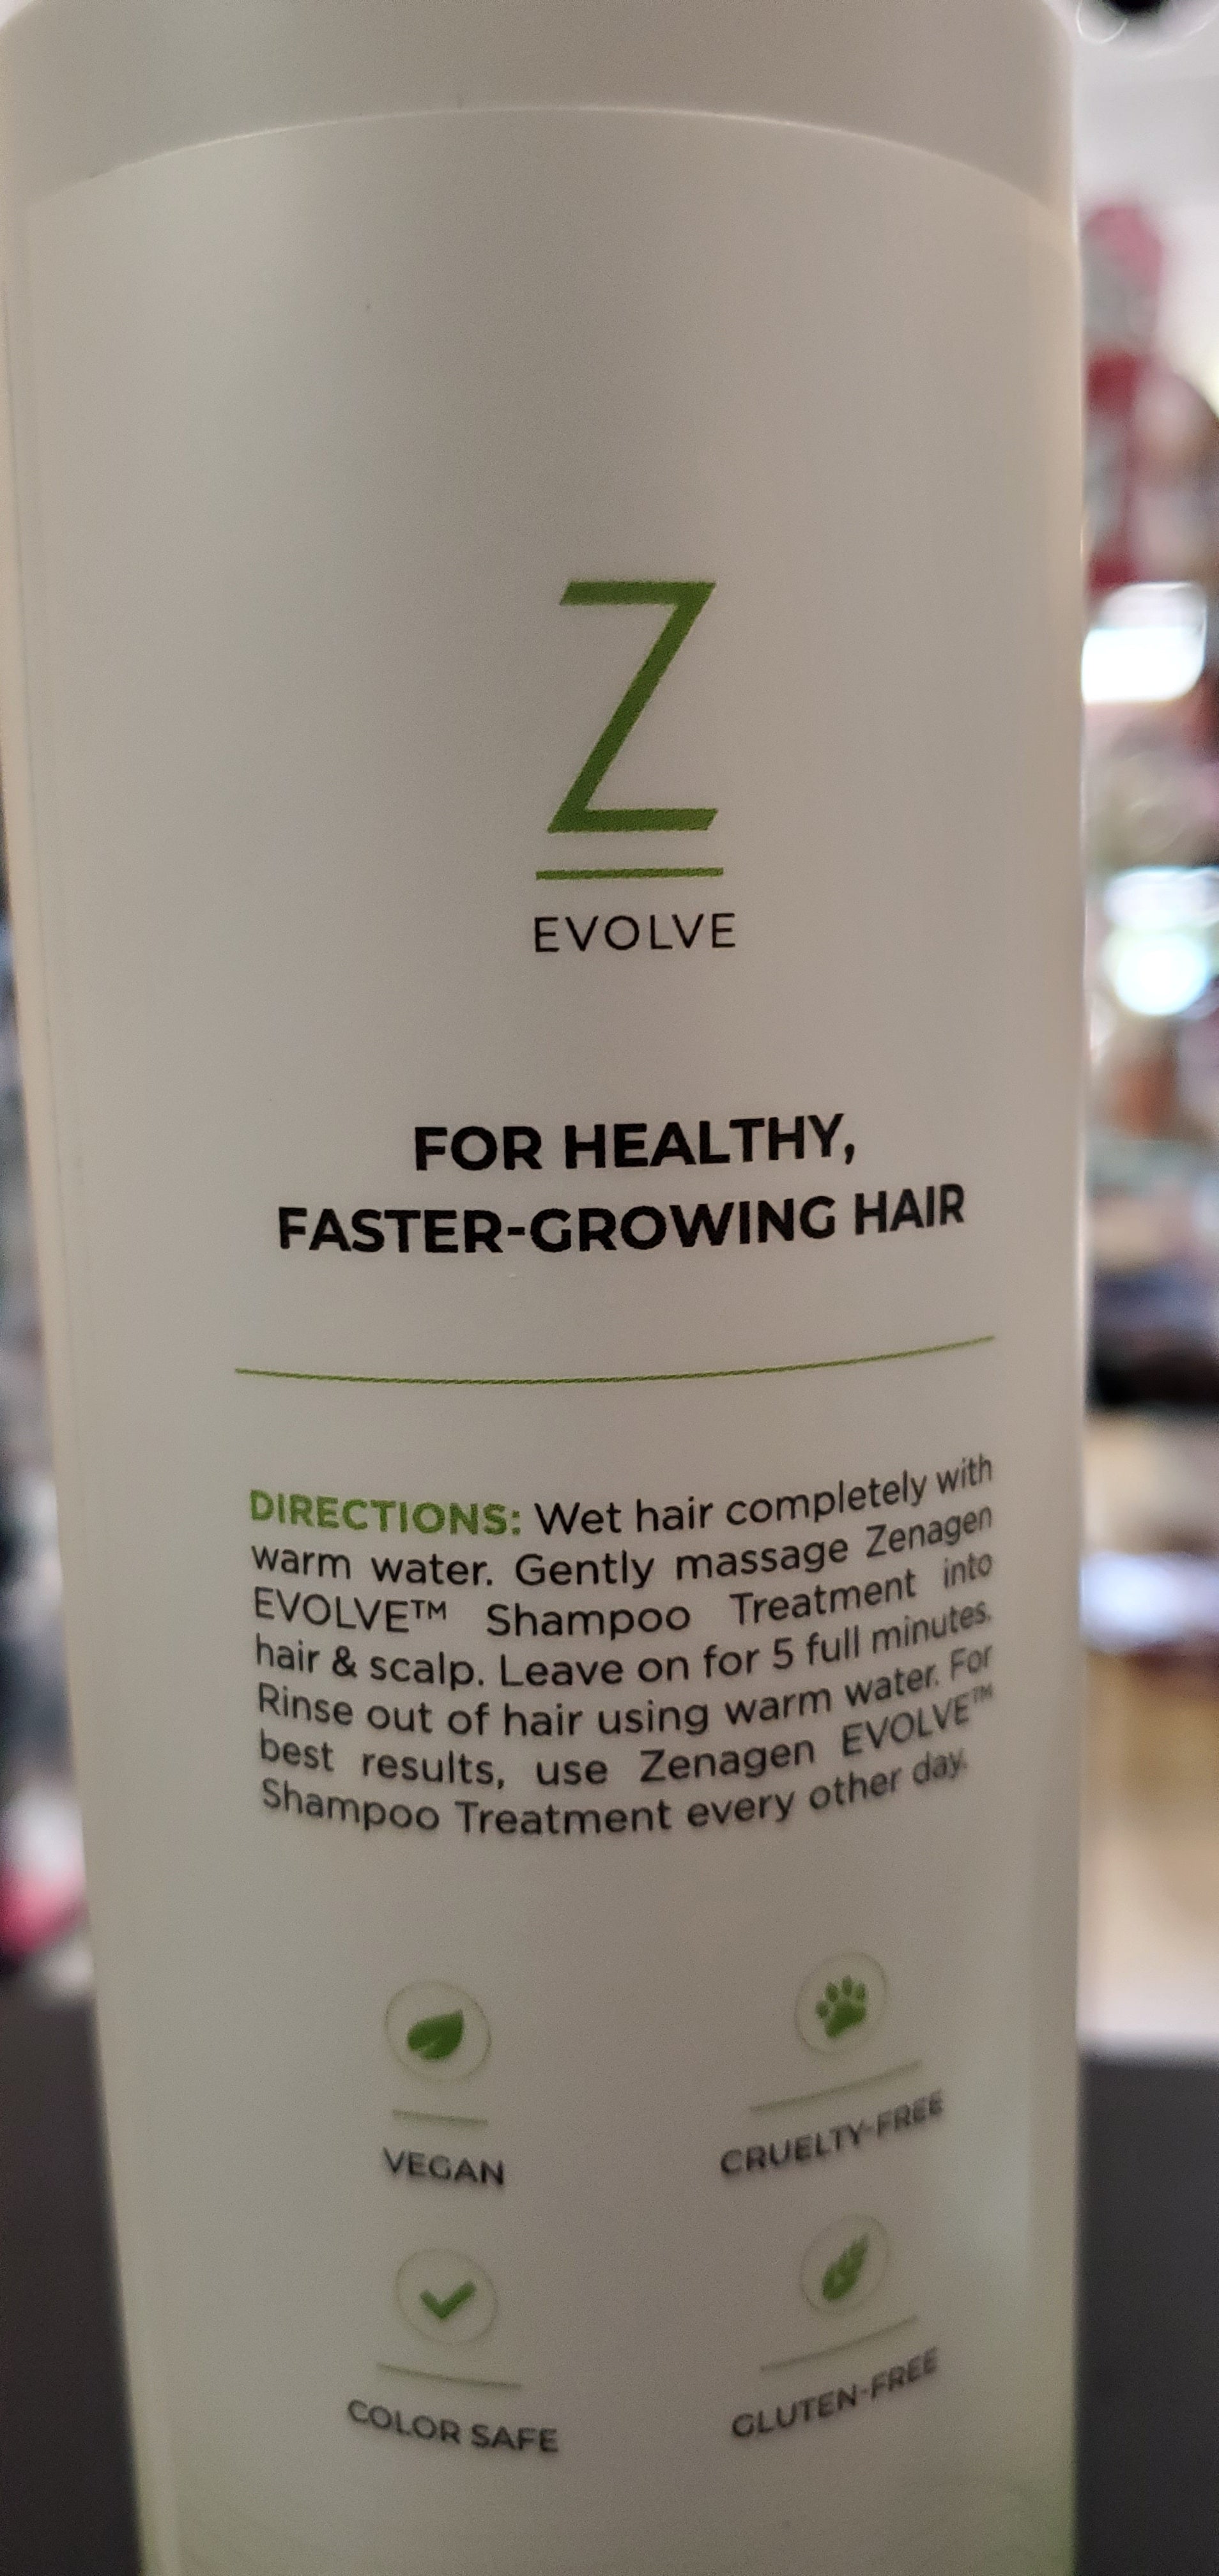 Z
EVOLVE
FOR HEALTHY,
FASTER-GROWING HAIR
DIRECTIONS: Wet hair completely with
warm water. Gently massage Zenagen
EVOLVE™ Shampoo Treatment into
hair & scalp. Leave on for 5 full minutes.
Rinse out of hair using warm water. For
best results, use Zenagen EVOLVE™
Shampoo Treatment every other day.
VEGAN
CRUELTY-FREE
COLOR SAFE
GLUTEN-FREE